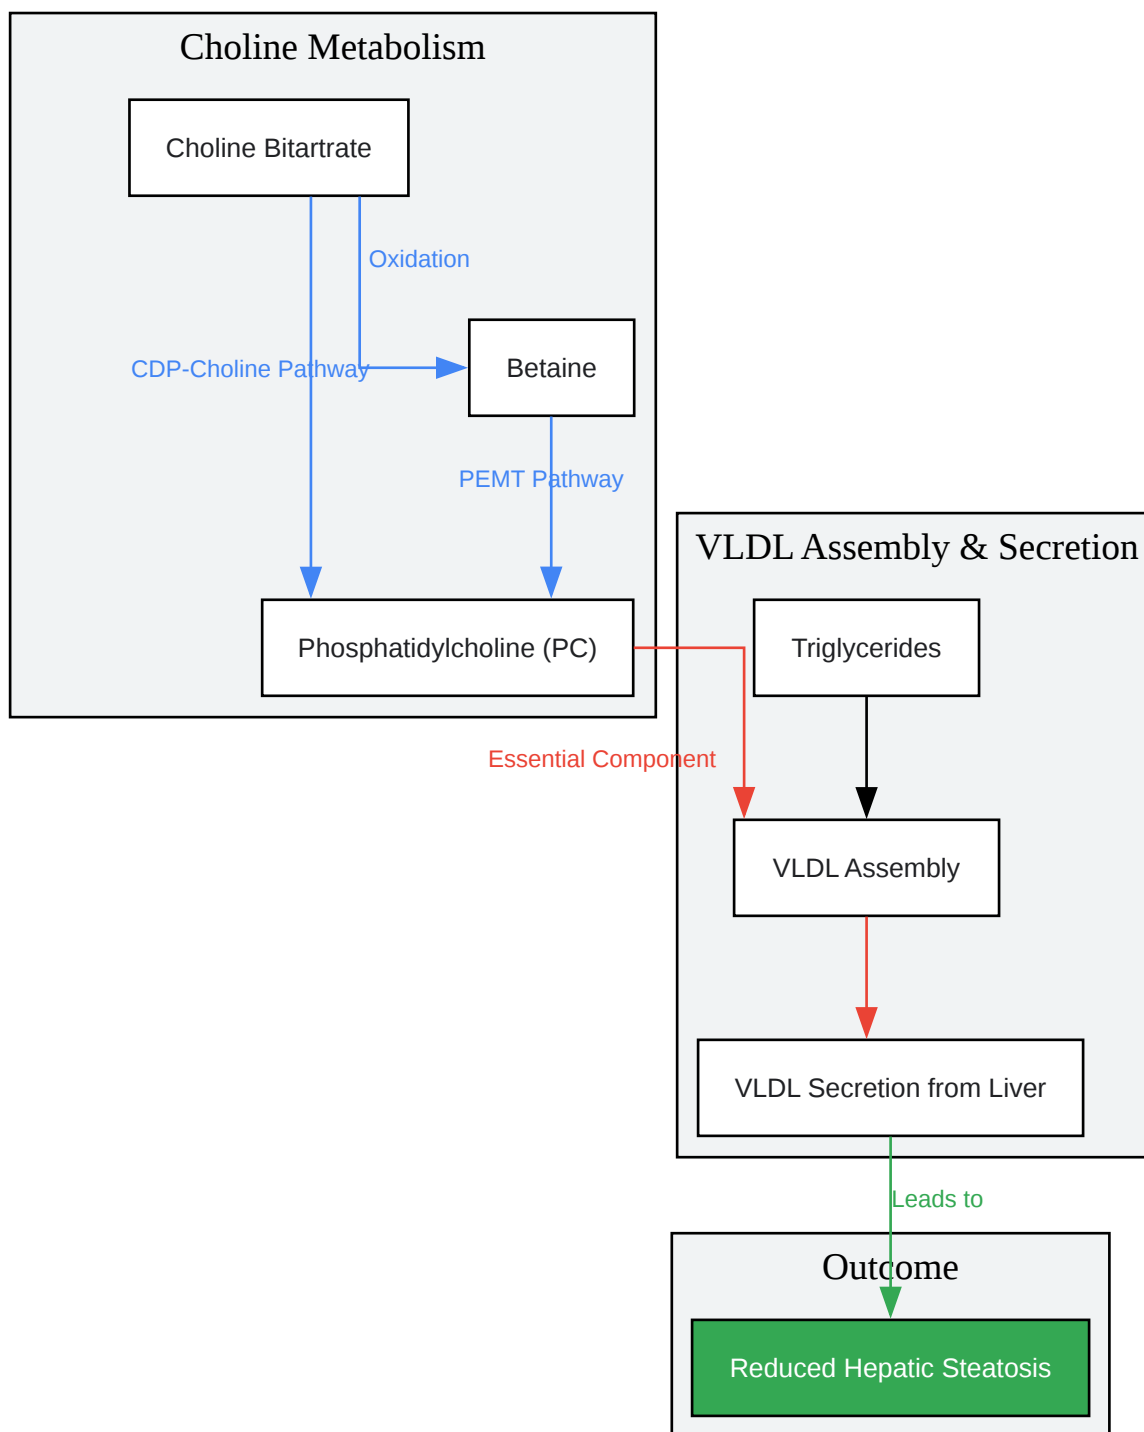 Choline Metabolism
Choline Bitartrate
Oxidation
CDP-Choline Pathway
Betaine
PEMT Pathway
Phosphatidylcholine (PC)
VLDL Assembly & Secretion
Triglycerides
Essential Component
VLDL Assembly
VLDL Secretion from Liver
Leads to
Outcome
Reduced Hepatic Steatosis